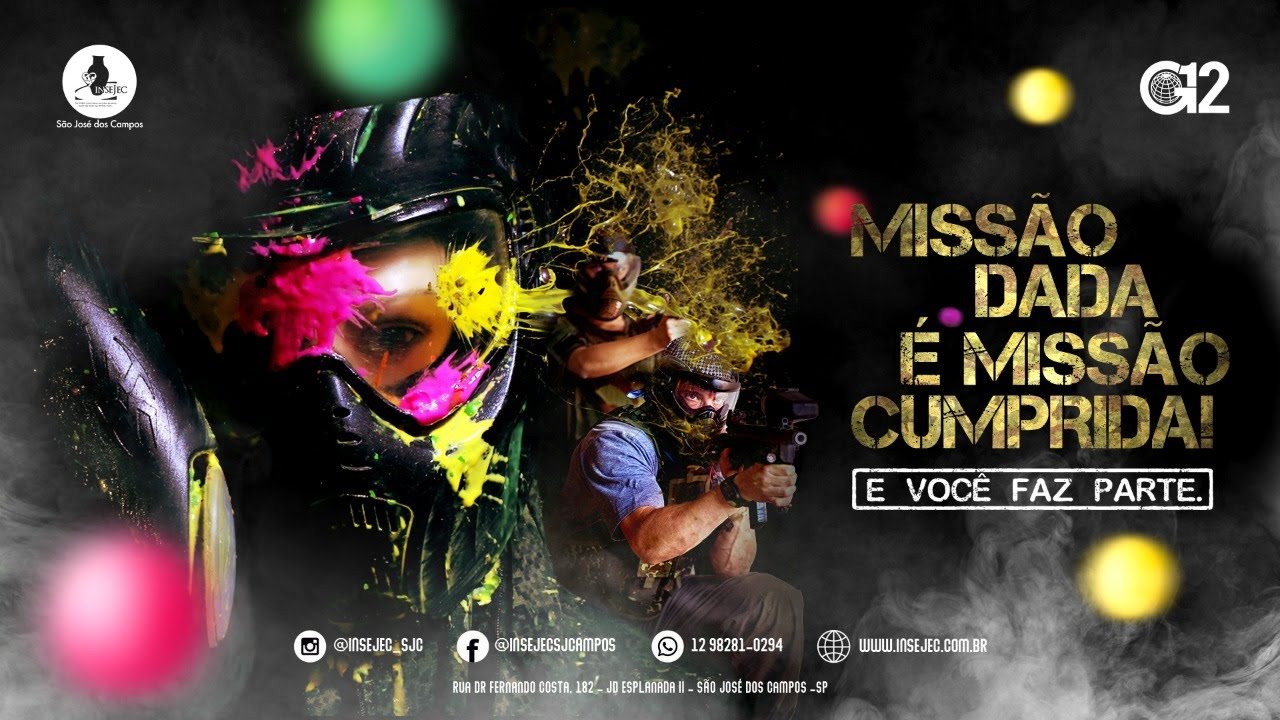 INSEJEC
São José dos Campos
G12
MISSÃO
DADA
É MISSÃO
CUMPRIDA!
E VOCÊ FAZ PARTE.
@INSEJEC_SJC
@INSEJECSJCAMPOS
12 98281-0294
WWW.INSEJEC.COM.BR
RUA DR FERNANDO COSTA, 182 - JD ESPLANADA II - SÃO JOSÉ DOS CAMPOS -SP